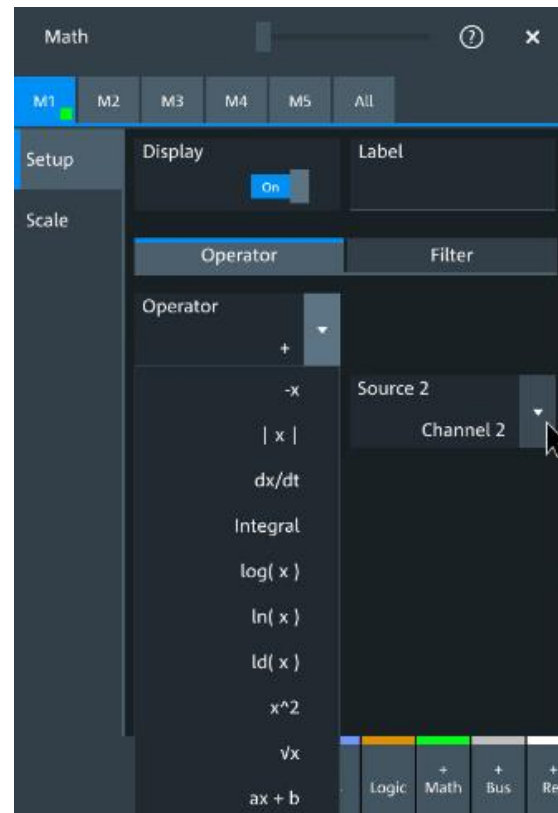 Math ? ×
M1 M2 M3 M4 M5 All
Setup
Scale
Display
On
Label
Operator Filter
Operator
+
-x
| x |
dx/dt
Integral
log( x )
ln( x )
ld( x )
x^2
√x
ax + b
Source 2
Channel 2
Logic
+
Math
+
Bus
+
Re